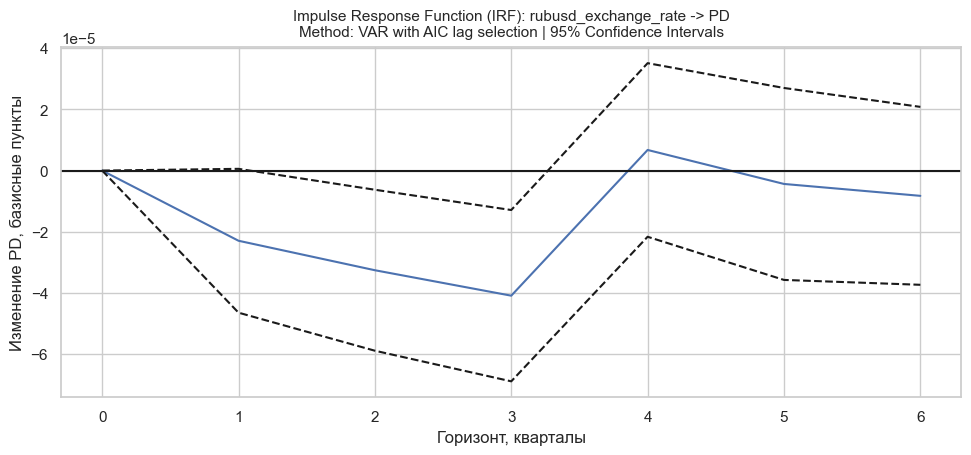 Impulse Response Function (IRF): rubusd_exchange_rate -> PD
Method: VAR with AIC lag selection | 95% Confidence Intervals
1e−5
4
2
0
−2
−4
−6
Изменение PD, базисные пункты
0 1 2 3 4 5 6
Горизонт, кварталы